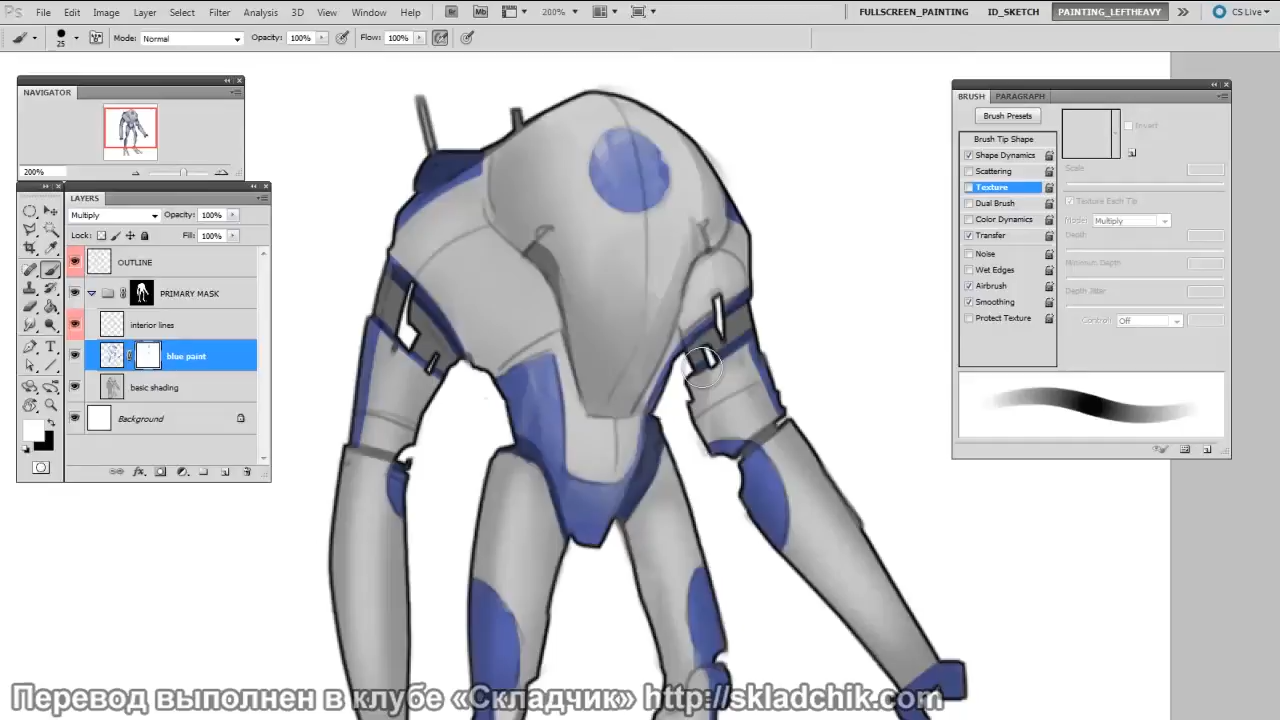 Ps File Edit Image Layer Select Filter Analysis 3D View Window Help Br Mb 200% FULLSCREEN_PAINTING ID_SKETCH PAINTING_LEFTHEAVY CS Live
25 Mode: Normal Opacity: 100% Flow: 100%
NAVIGATOR
200%
LAYERS
Multiply Opacity: 100%
Lock: Fill: 100%
OUTLINE
PRIMARY MASK
interior lines
blue paint
basic shading
Background
BRUSH PARAGRAPH
Brush Presets
Brush Tip Shape
Shape Dynamics
Scattering
Texture
Dual Brush
Color Dynamics
Transfer
Noise
Wet Edges
Airbrush
Smoothing
Protect Texture
Invert
Scale
Texture Each Tip
Mode: Multiply
Depth
Minimum Depth
Depth Jitter
Control: Off
Перевод выполнен в клубе «Складчик» http://skladchik.com